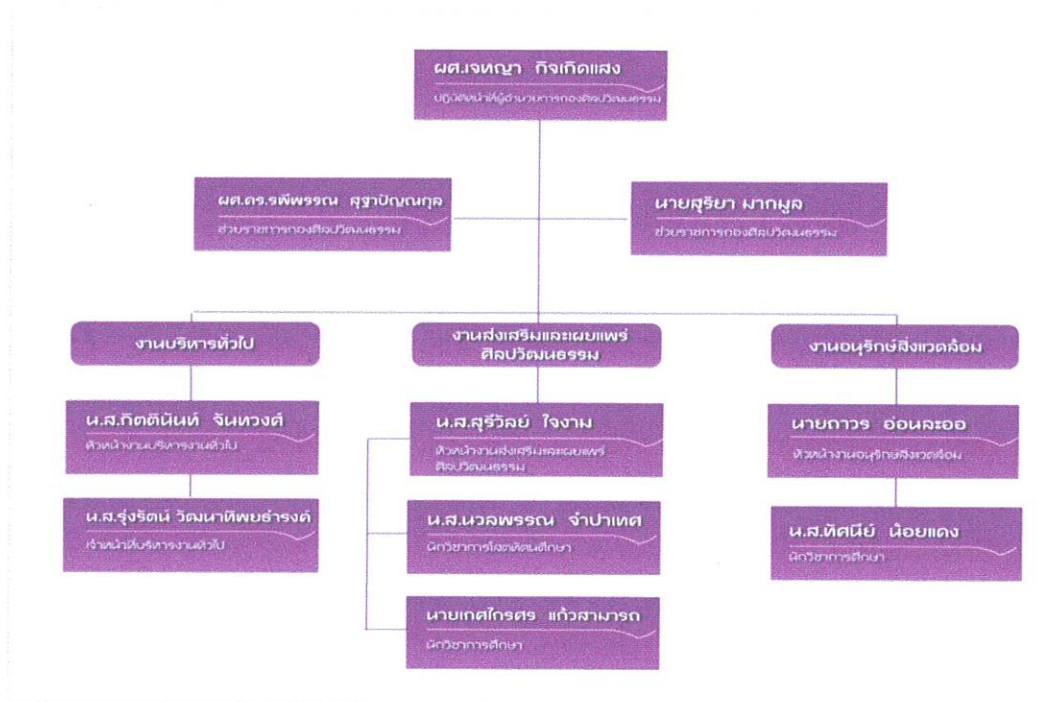 ผศ.เจทญา กิจเกิดแสง
ปฏิบัติหน้าที่ผู้อำนวยการกองศิลปวัฒนธรรม
ผศ.ดร.รพีพรรณ สุฐาปัญณกุล
ช่วยราชการกองศิลปวัฒนธรรม
นายสุริยา มากมูล
ช่วยราชการกองศิลปวัฒนธรรม
งานบริหารทั่วไป
งานส่งเสริมและเผยแพร่
ศิลปวัฒนธรรม
งานอนุรักษ์สิ่งแวดล้อม
น.ส.กิตตินันท์ จันทวงศ์
หัวหน้างานบริหารงานทั่วไป
น.ส.รุ่งรัตน์ วัฒนาทิพยธำรงค์
เจ้าหน้าที่บริหารงานทั่วไป
น.ส.สุรีวัลย์ ใจงาม
หัวหน้างานส่งเสริมและเผยแพร่
ศิลปวัฒนธรรม
น.ส.นวลพรรณ จำปาเทศ
นักวิชาการโสตทัศนศึกษา
นายเกศไกรศร แก้วสามารถ
นักวิชาการศึกษา
นายถาวร อ่อนละออ
หัวหน้างานอนุรักษ์สิ่งแวดล้อม
น.ส.ทัศนีย์ น้อยแดง
นักวิชาการศึกษา